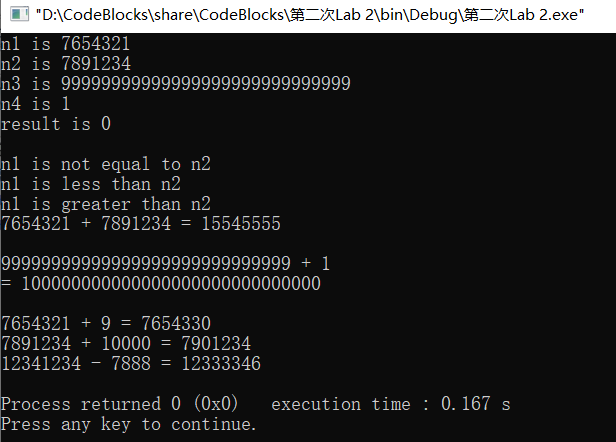 "D:\CodeBlocks\share\CodeBlocks\第二次Lab 2\bin\Debug\第二次Lab 2.exe"
n1 is 7654321
n2 is 7891234
n3 is 99999999999999999999999999999
n4 is 1
result is 0
n1 is not equal to n2
n1 is less than n2
n1 is greater than n2
7654321 + 7891234 = 15545555
99999999999999999999999999999 + 1
= 100000000000000000000000000000
7654321 + 9 = 7654330
7891234 + 10000 = 7901234
12341234 - 7888 = 12333346
Process returned 0 (0x0)   execution time : 0.167 s
Press any key to continue.